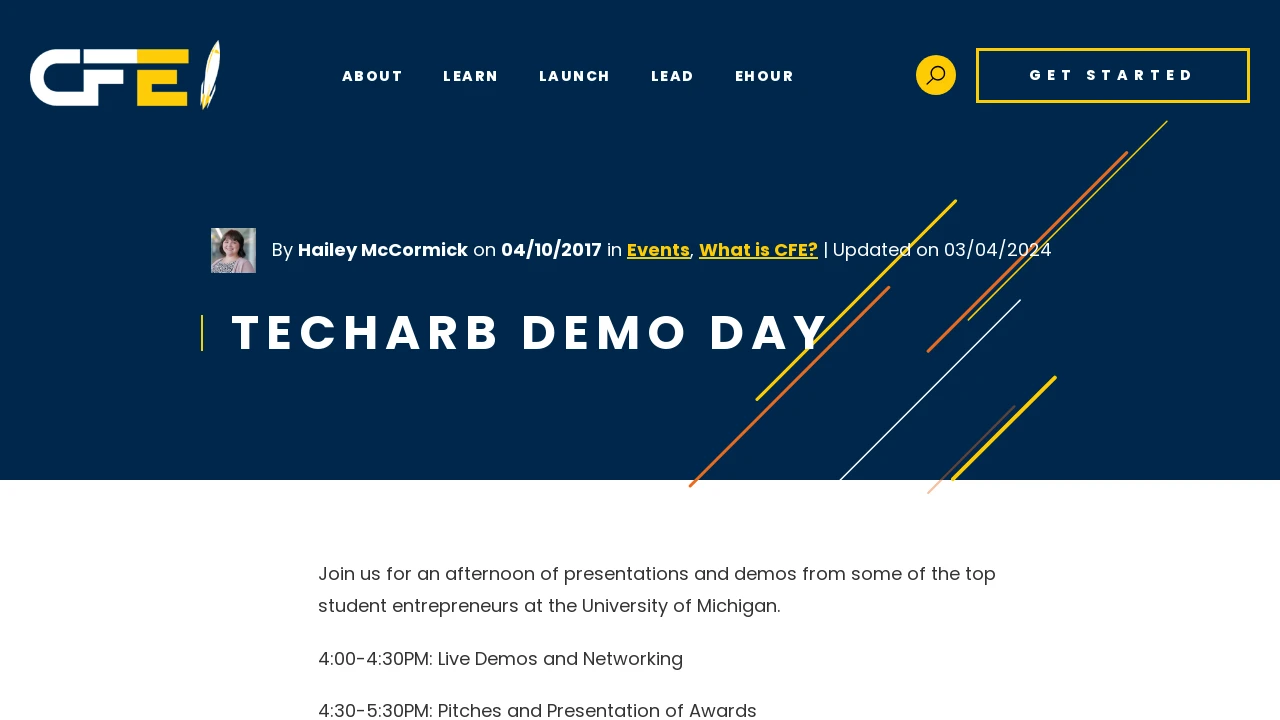 CFE
ABOUT LEARN LAUNCH LEAD EHOUR
GET STARTED
By Hailey McCormick on 04/10/2017 in Events, What is CFE? | Updated on 03/04/2024
TECHARB DEMO DAY
Join us for an afternoon of presentations and demos from some of the top
student entrepreneurs at the University of Michigan.
4:00-4:30PM: Live Demos and Networking
4:30-5:30PM: Pitches and Presentation of Awards